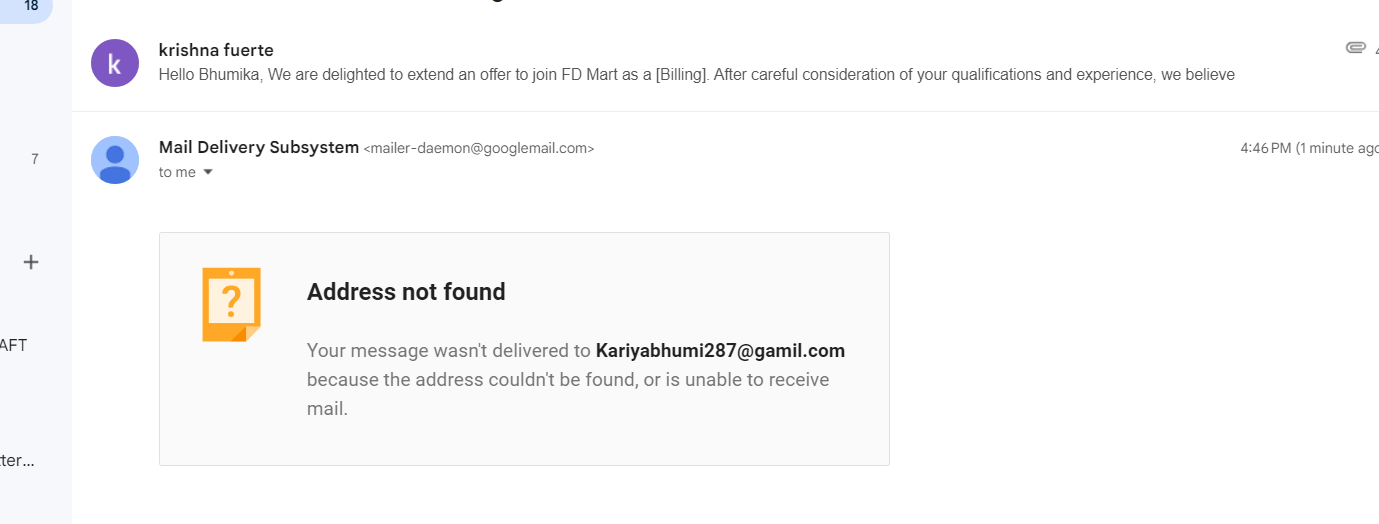 18
krishna fuerte
Hello Bhumika, We are delighted to extend an offer to join FD Mart as a [Billing]. After careful consideration of your qualifications and experience, we believe
Mail Delivery Subsystem <mailer-daemon@googlemail.com>
4:46 PM (1 minute ago
to me
7
Address not found
Your message wasn't delivered to Kariyabhumi287@gamil.com
because the address couldn't be found, or is unable to receive
mail.
AFT
tter...